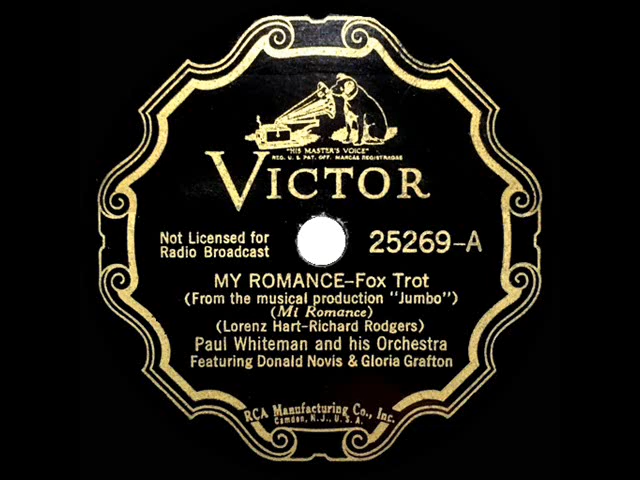 "HIS MASTER'S VOICE"
REG. U. S. PAT. OFF. MARCAS REGISTRADAS
VICTOR
Not Licensed for
Radio Broadcast
25269-A
MY ROMANCE-Fox Trot
(From the musical production "Jumbo")
(Mi Romance)
(Lorenz Hart-Richard Rodgers)
Paul Whiteman and his Orchestra
Featuring Donald Novis & Gloria Grafton
RCA Manufacturing Co., Inc.
Camden, N.J., U.S.A.